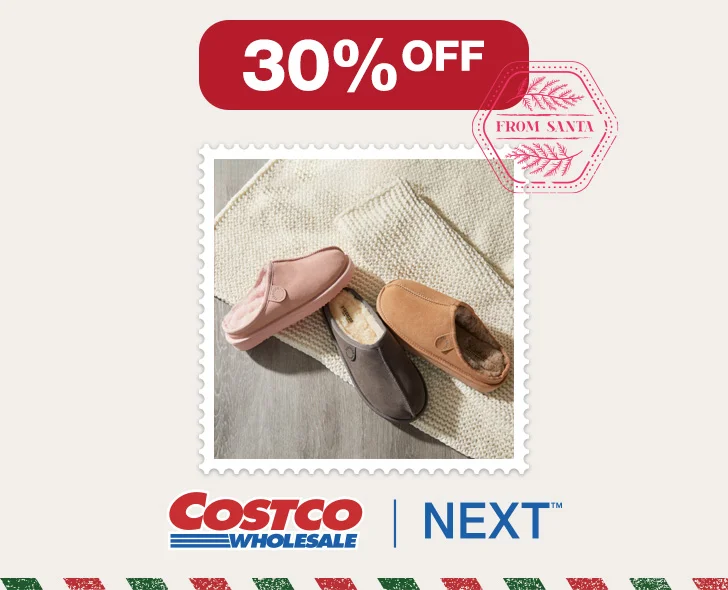 30% OFF
FROM SANTA
COSTCO
WHOLESALE
NEXT™